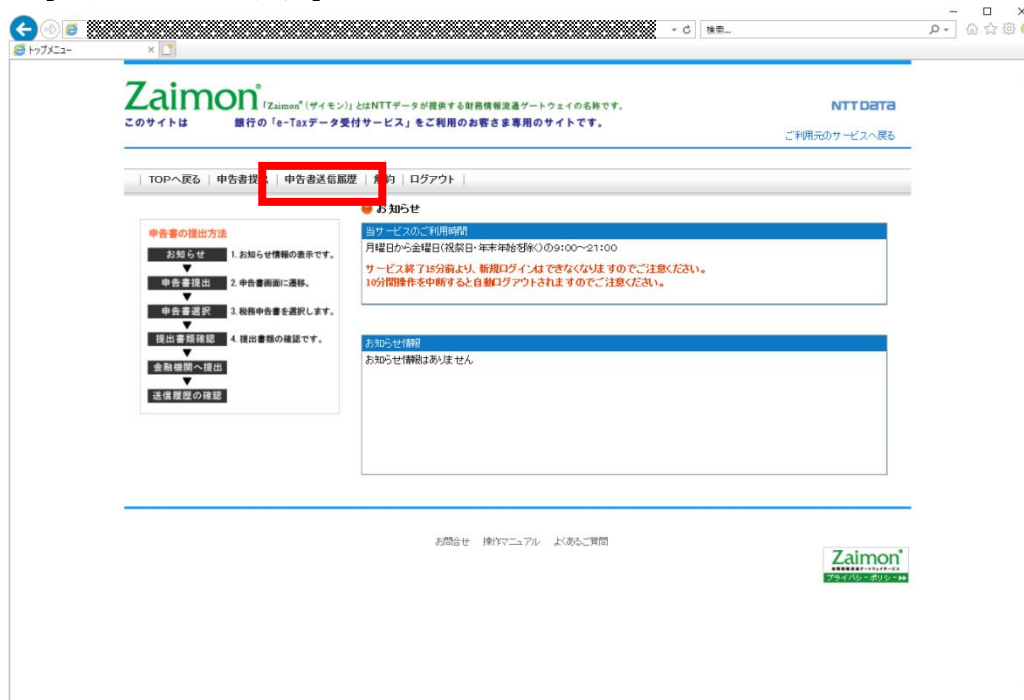 検索...
トップメニュー
Zaimon® 「Zaimon®(ザイモン)」とはNTTデータが提供する財務情報流通ゲートウェイの名称です。
NTT DATA
このサイトは 銀行の「e-Taxデータ受付サービス」をご利用のお客さま専用のサイトです。
ご利用元のサービスへ戻る
| TOPへ戻る | 申告書提出 | 申告書送信履歴 | 解約 | ログアウト |
お知らせ
当サービスのご利用時間
月曜日から金曜日(祝祭日・年末年始を除く)の9:00~21:00
サービス終了15分前より、新規ログインはできなくなりますのでご注意ください。
10分間操作を中断すると自動ログアウトされますのでご注意ください。
申告書の提出方法
お知らせ 1.お知らせ情報の表示です。
▼
申告書提出 2.申告書画面に遷移。
▼
申告書選択 3.税務申告書を選択します。
▼
提出書類確認 4.提出書類の確認です。
▼
金融機関へ提出
▼
送信履歴の確認
お知らせ情報
お知らせ情報はありません
お問合せ 操作マニュアル よくあるご質問
Zaimon®
プライバシ・ポリシー